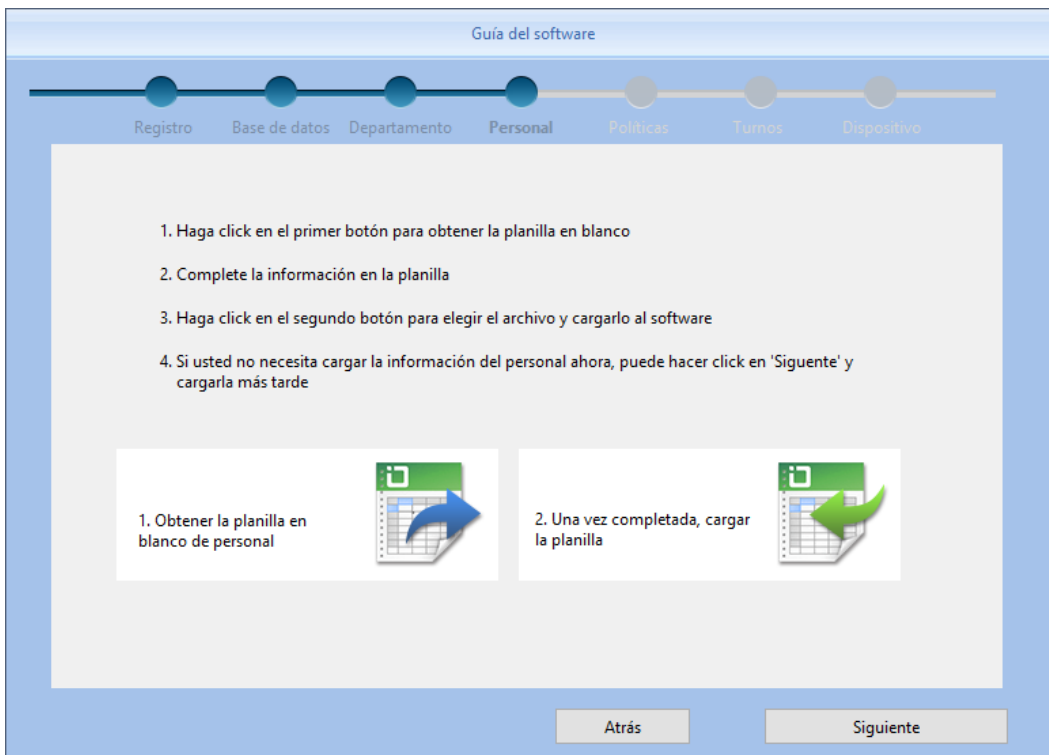 Guía del software
Registro
Base de datos
Departamento
Personal
Políticas
Turnos
Dispositivo
1. Haga click en el primer botón para obtener la planilla en blanco
2. Complete la información en la planilla
3. Haga click en el segundo botón para elegir el archivo y cargarlo al software
4. Si usted no necesita cargar la información del personal ahora, puede hacer click en 'Siguente' y
cargarla más tarde
1. Obtener la planilla en
blanco de personal
2. Una vez completada, cargar
la planilla
Atrás
Siguiente